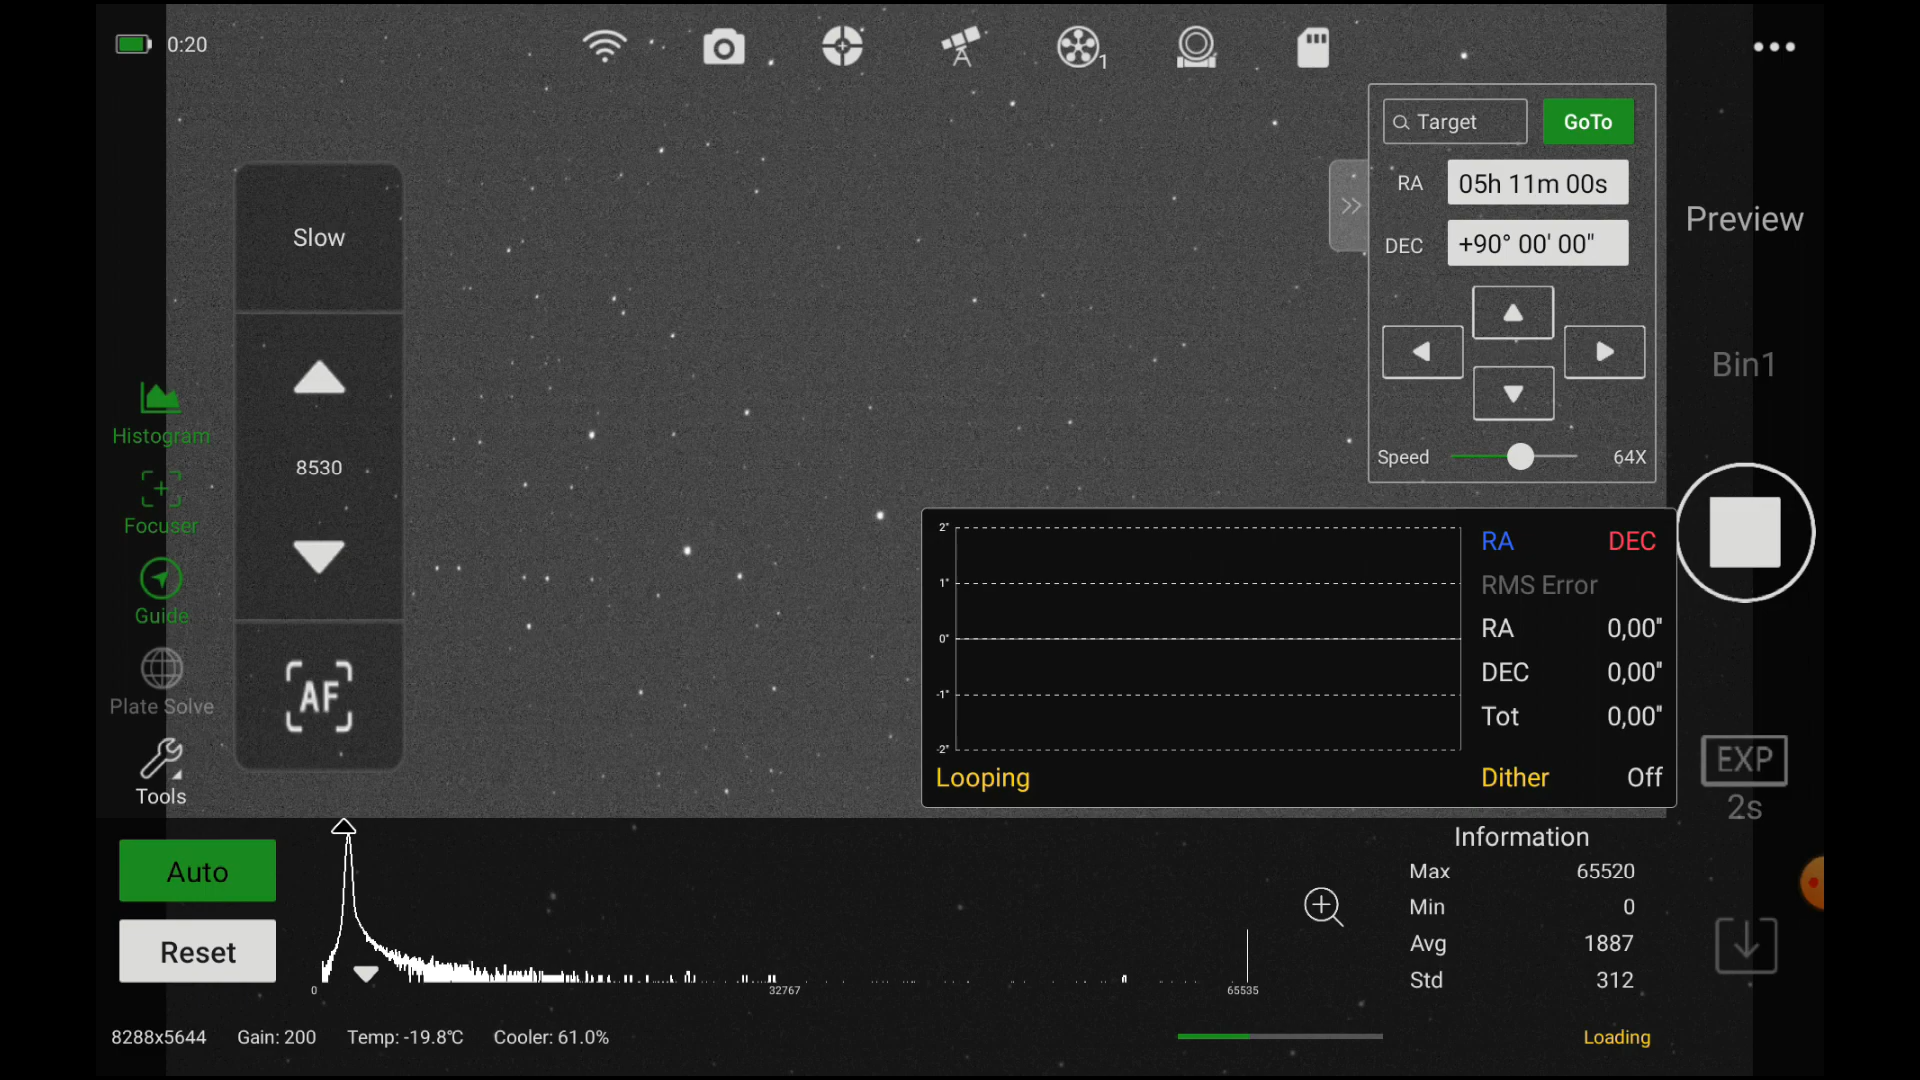 0:20
1
Target
GoTo
RA
05h 11m 00s
DEC
+90° 00' 00"
Speed
64X
Preview
Bin1
EXP
2s
Slow
8530
AF
Histogram
Focuser
Guide
Plate Solve
Tools
2"
1"
0"
-1"
-2"
RA DEC
RMS Error
RA 0,00"
DEC 0,00"
Tot 0,00"
Looping
Dither Off
Auto
Reset
0
32767
65535
Information
Max 65520
Min 0
Avg 1887
Std 312
8288x5644 Gain: 200 Temp: -19.8℃ Cooler: 61.0%
Loading